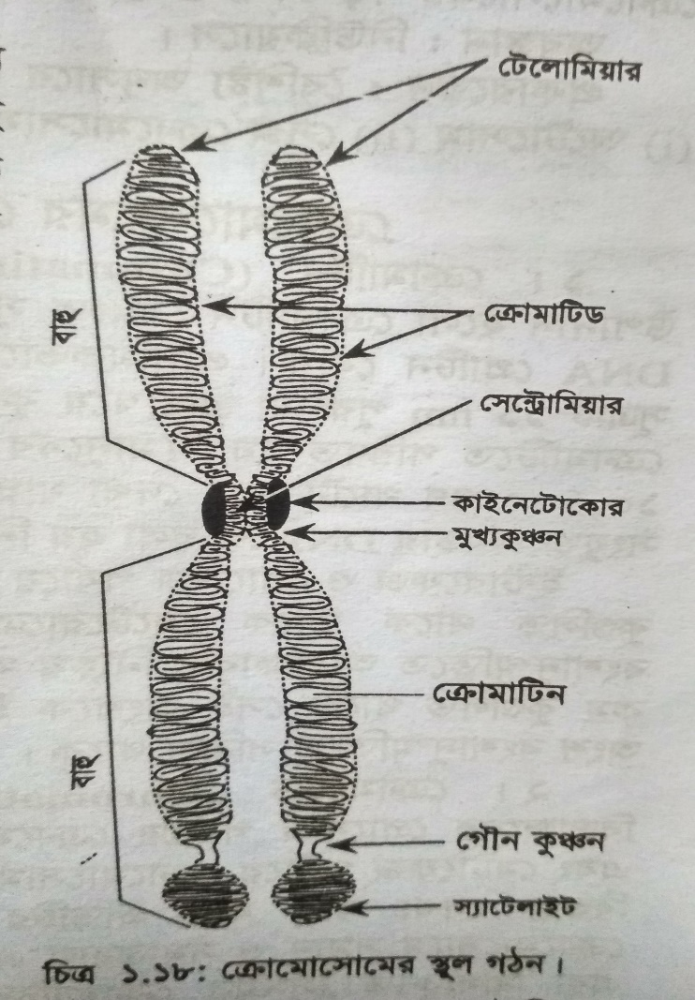 টেলোমিয়ার
ক্রোমাটিড
বাহু
সেন্ট্রোমিয়ার
কাইনেটোকোর
মুখ্যকুঞ্চন
ক্রোমাটিন
বাহু
গৌন কুঞ্চন
স্যাটেলাইট
চিত্র ১.১৮: ক্রোমোসোমের স্থুল গঠন।